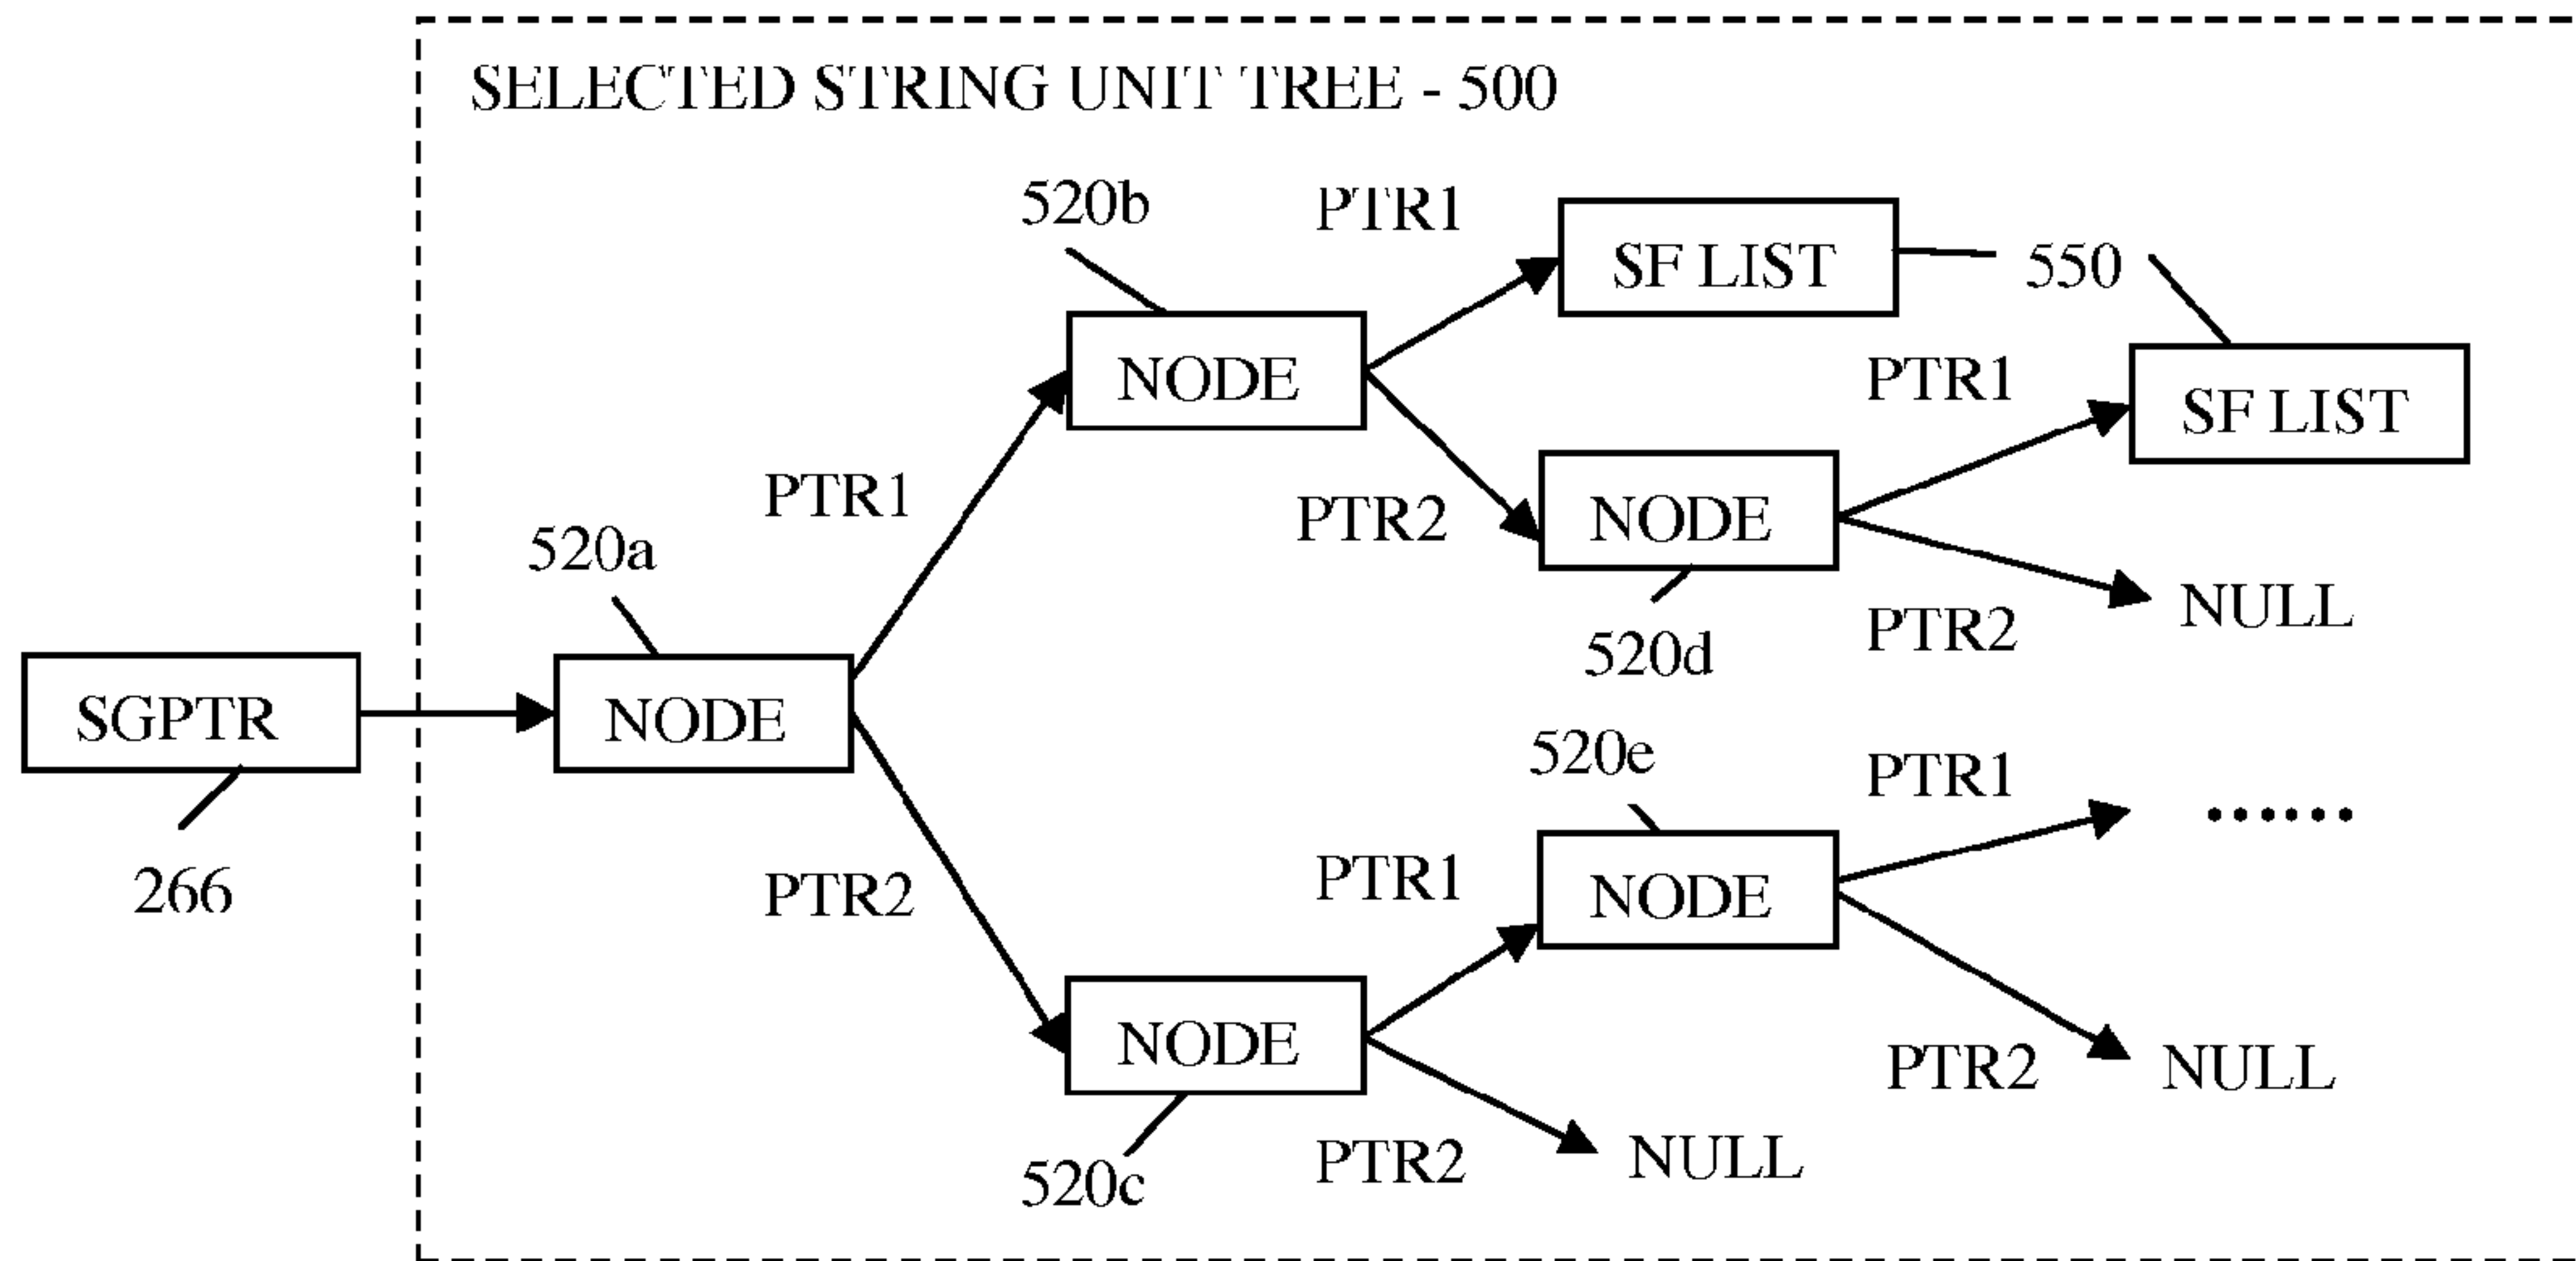 SELECTED STRING UNIT TREE - 500
520b
PTR1
SF LIST
550
NODE
PTR1
SF LIST
PTR1
PTR2
NODE
520a
NULL
PTR2
520d
SGPTR
NODE
520e
PTR1
......
266
PTR2
PTR1
NODE
NODE
PTR2
NULL
PTR2
NULL
520c